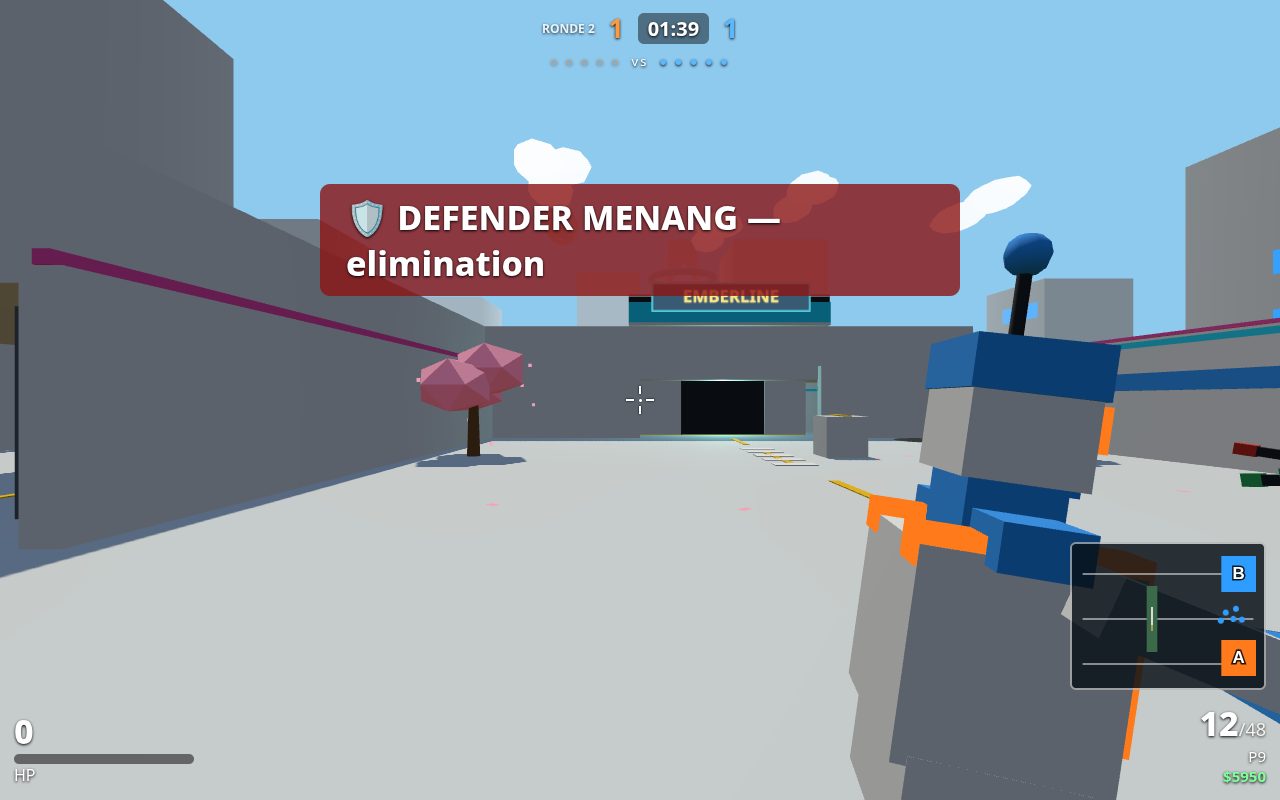 RONDE 2 1 01:39 1
VS
🛡️ DEFENDER MENANG —
elimination
EMBERLINE
B
A
0
HP
12/48
P9
$5950